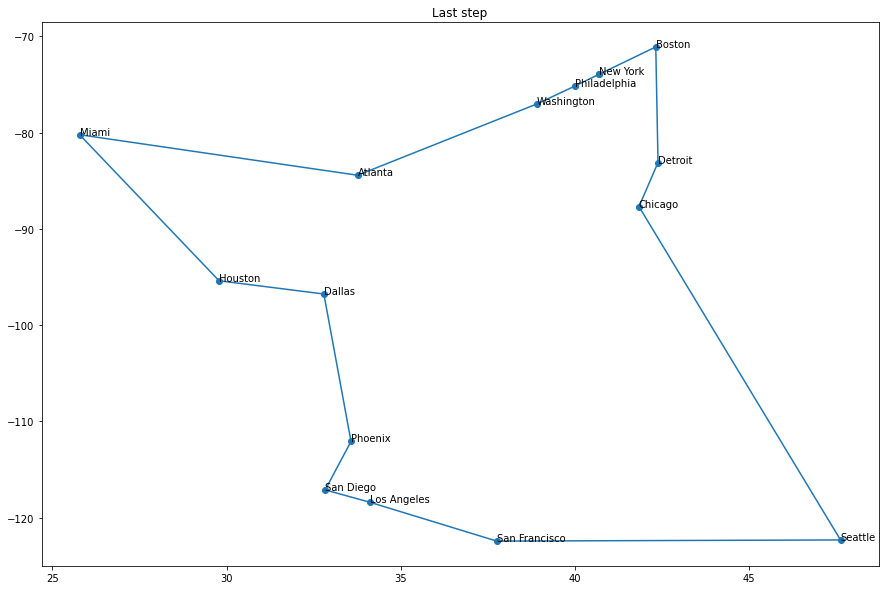 Last step
−70
Boston
New York
Philadelphia
Washington
−80
Miami
Detroit
Atlanta
Chicago
−90
Houston
Dallas
−100
−110
Phoenix
San Diego
Los Angeles
−120
San Francisco
Seattle
25
30
35
40
45